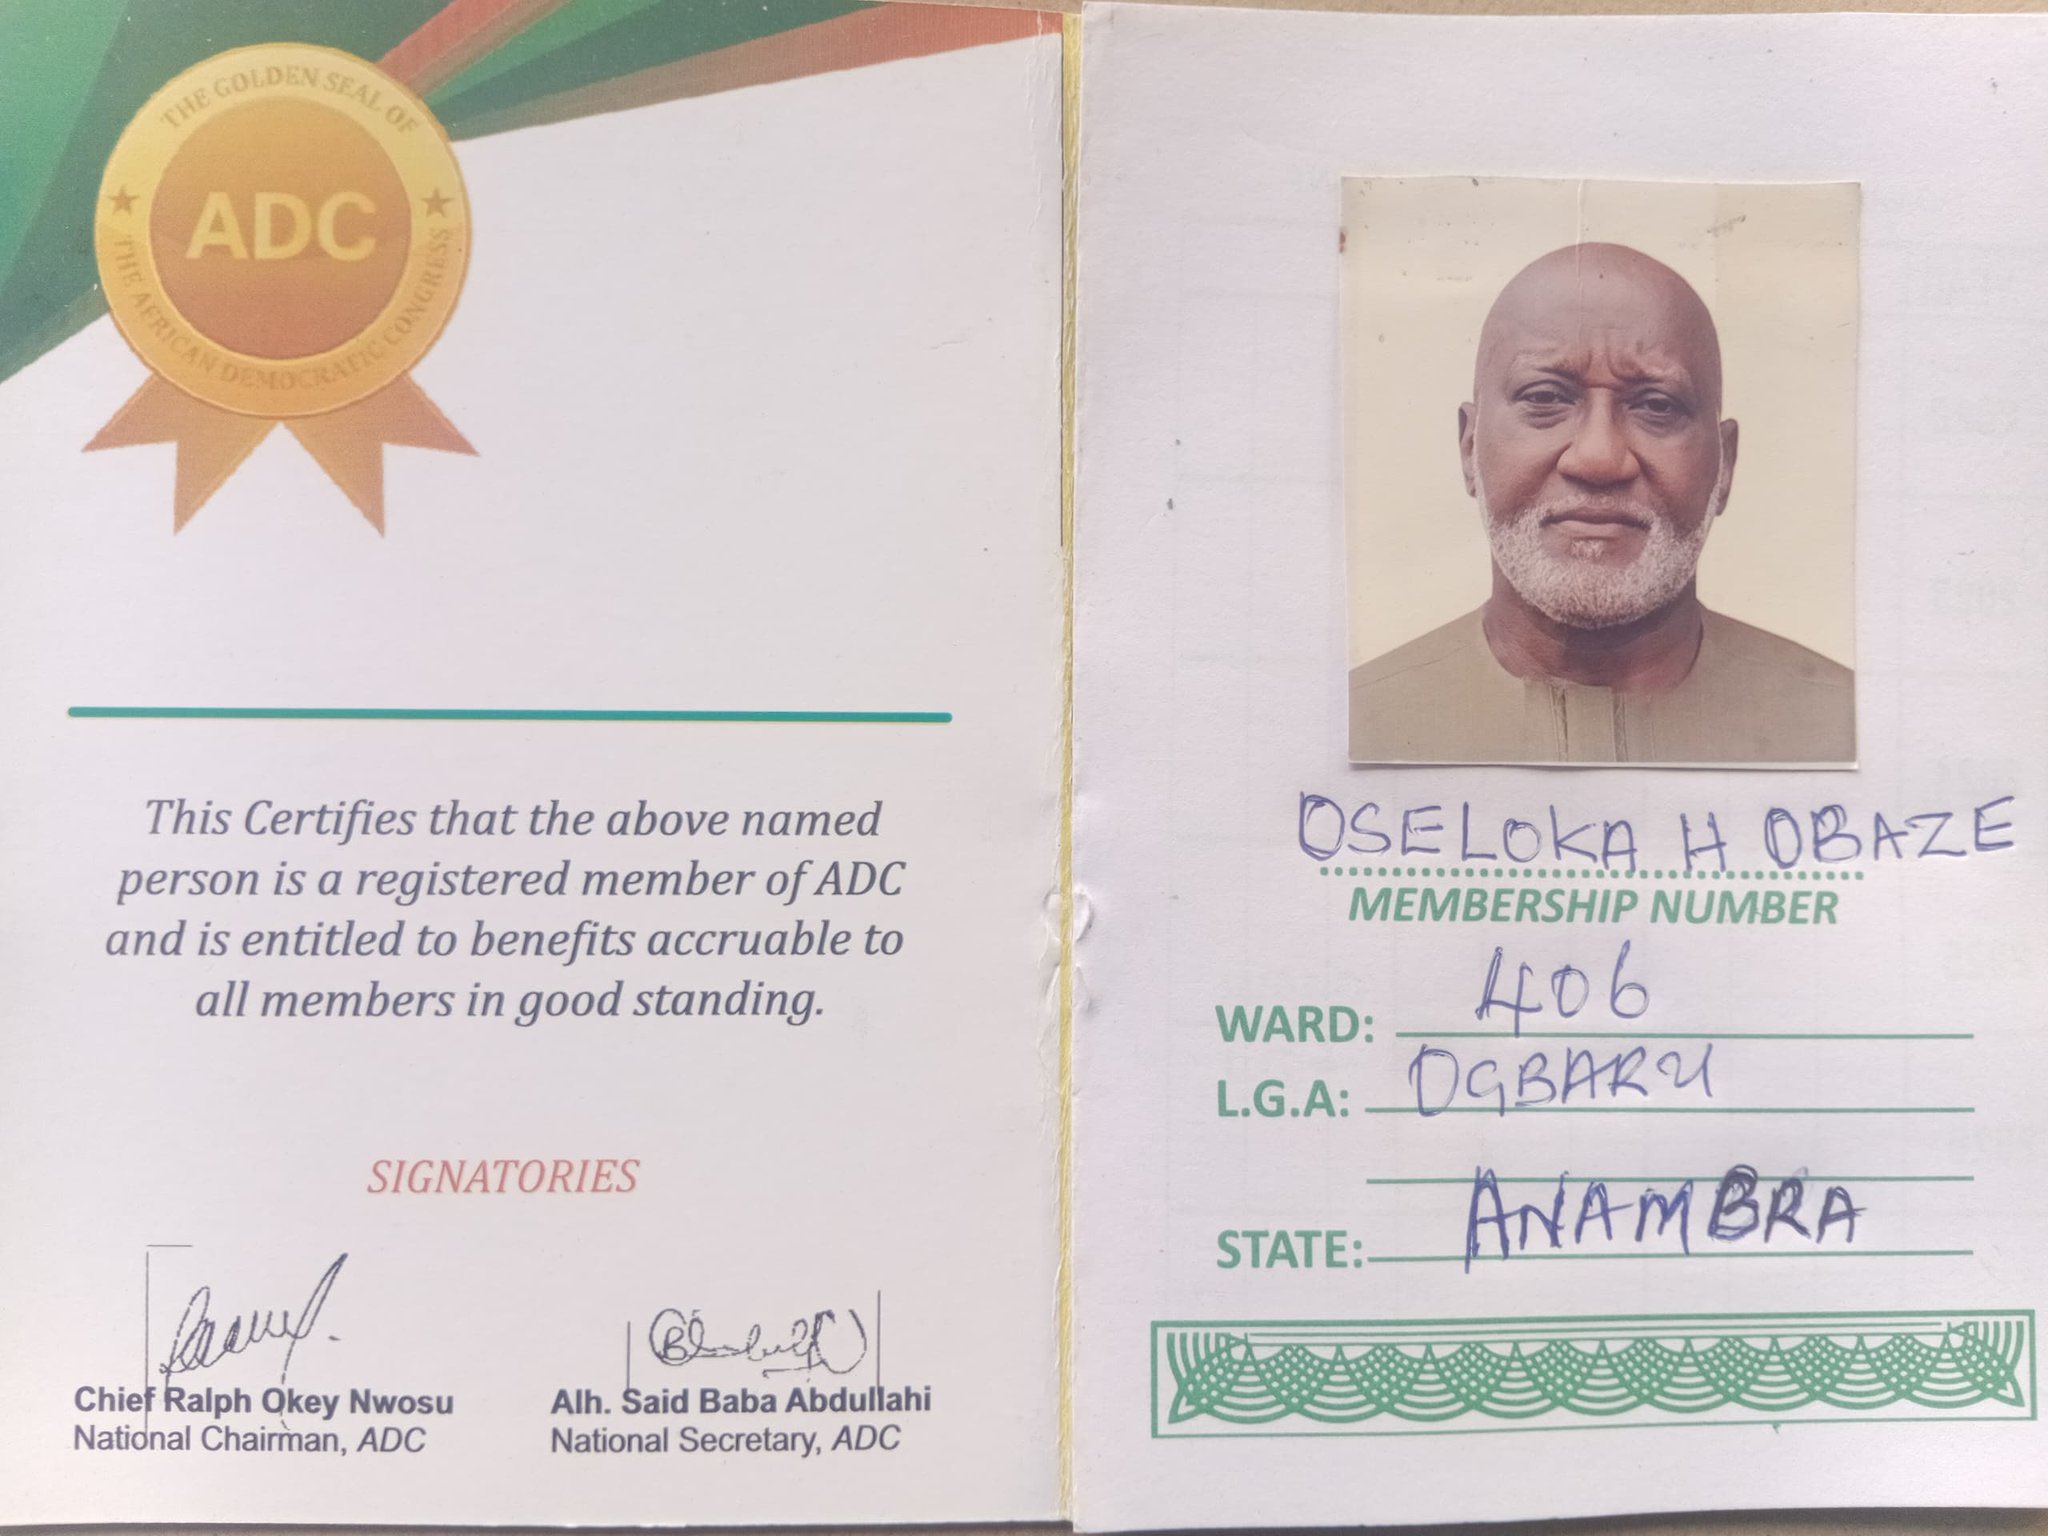 THE GOLDEN SEAL OF
ADC
THE AFRICAN DEMOCRATIC CONGRESS
This Certifies that the above named
person is a registered member of ADC
and is entitled to benefits accruable to
all members in good standing.
SIGNATORIES
Chief Ralph Okey Nwosu
National Chairman, ADC
Alh. Said Baba Abdullahi
National Secretary, ADC
OSELOKA H OBAZE
MEMBERSHIP NUMBER
WARD: 406
L.G.A: OGBARU
STATE: ANAMBRA